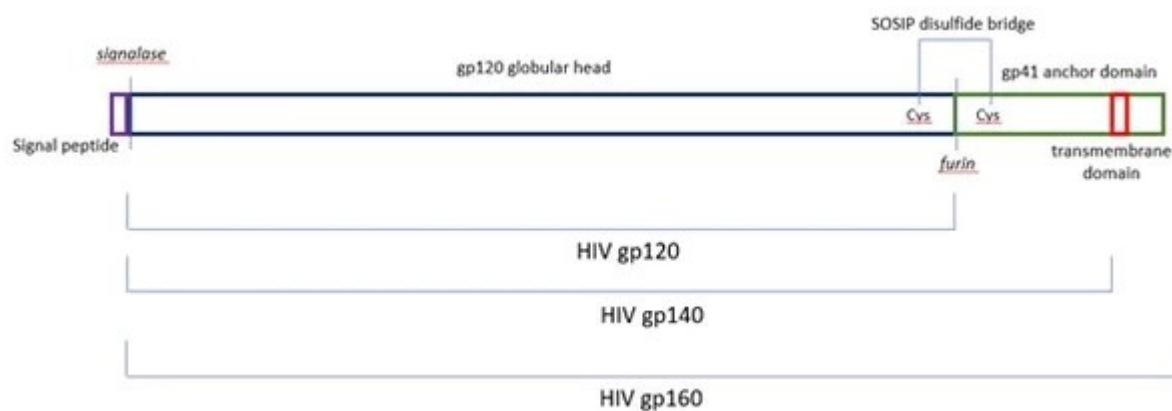 SOSIP disulfide bridge
signalase
gp120 globular head
gp41 anchor domain
Cys
Cys
Signal peptide
furin
transmembrane
domain
HIV gp120
HIV gp140
HIV gp160